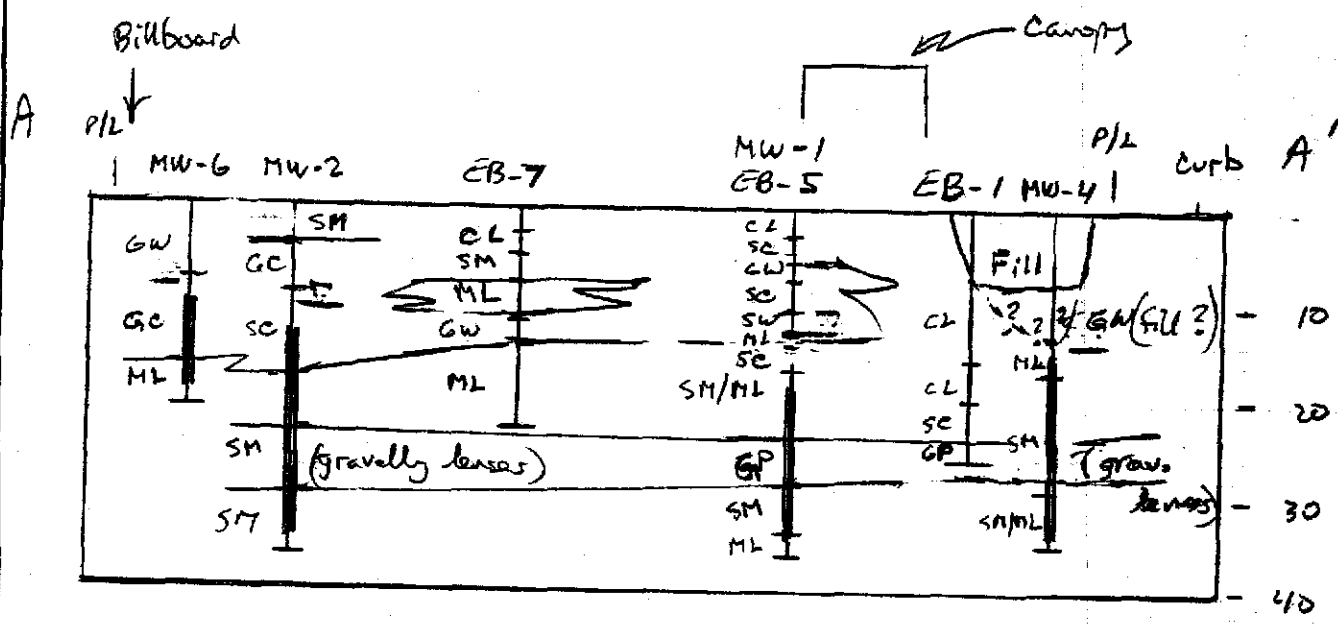 Billboard
Canopy
A
P/L
MW-6
MW-2
EB-7
MW-1
EB-5
EB-1
MW-4
P/L
Curb
A'
SM
GW
GC
CL
SM
ML
GW
CL
SC
SC
SW
ML
SC
Fill
CL
GW (fill ?)
10
? ? ?
GC
SC
ML
ML
SM/ML
ML
CL
20
SC
SM
(gravelly lenses)
GP
GP
SM
(grav.
lenses)
30
SM
SM
SM/ML
ML
40